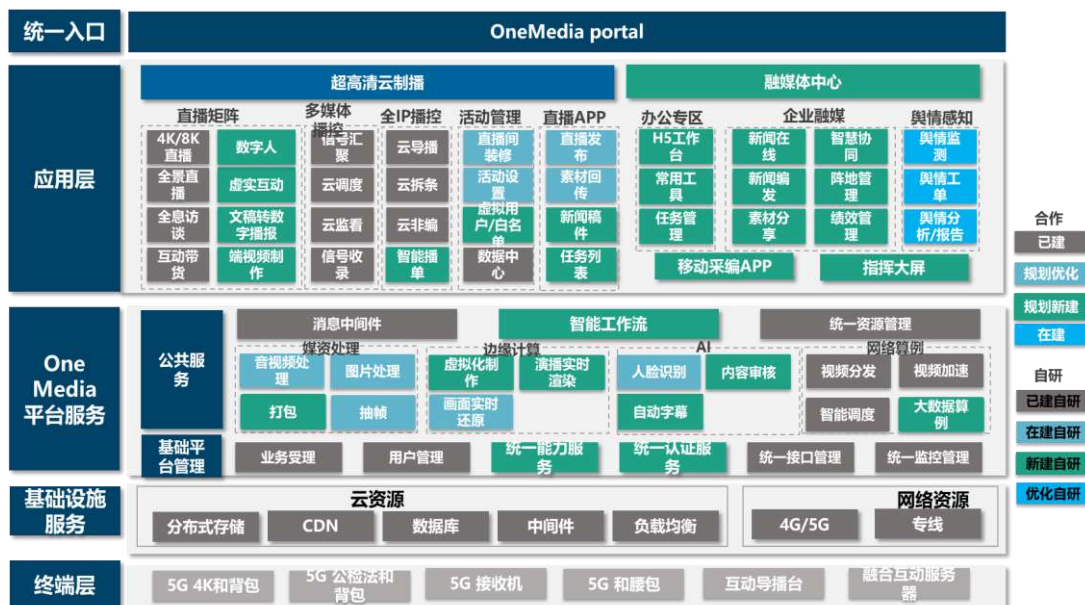 统一入口
OneMedia portal
应用层
超高清云制播
融媒体中心
直播矩阵
多媒体
播控
全IP播控
活动管理
直播APP
办公专区
企业融媒
舆情感知
4K/8K
直播
数字人
信号汇
聚
云导播
直播间
装修
直播发
布
H5工作
台
新闻在
线
智慧协
同
舆情监
测
全景直
播
虚实互动
云调度
云拆条
活动设
置
素材回
传
常用工
具
新闻编
发
阵地管
理
舆情工
单
全息访
谈
文稿转数
字播报
云监看
云非编
虚拟用
户/白名
单
新闻稿
件
任务管
理
素材分
享
绩效管
理
舆情分
析/报告
互动带
货
端视频制
作
信号收
录
智能播
单
数据中
心
任务列
表
移动采编APP
指挥大屏
One
Media
平台服务
公共服
务
消息中间件
智能工作流
统一资源管理
媒资处理
边缘计算
AI
网络算例
音视频处
理
图片处理
虚拟化制
作
演播实时
渲染
人脸识别
内容审核
视频分发
视频加速
打包
抽帧
画面实时
还原
自动字幕
智能调度
大数据算
例
基础平
台管理
业务受理
用户管理
统一能力服
务
统一认证服
务
统一接口管理
统一监控管理
基础设施
服务
云资源
网络资源
分布式存储
CDN
数据库
中间件
负载均衡
4G/5G
专线
终端层
5G 4K和背包
5G 公检法和
背包
5G 接收机
5G 和腰包
互动导播台
融合互动服务
器
合作
已建
规划优化
规划新建
在建
自研
已建自研
在建自研
新建自研
优化自研